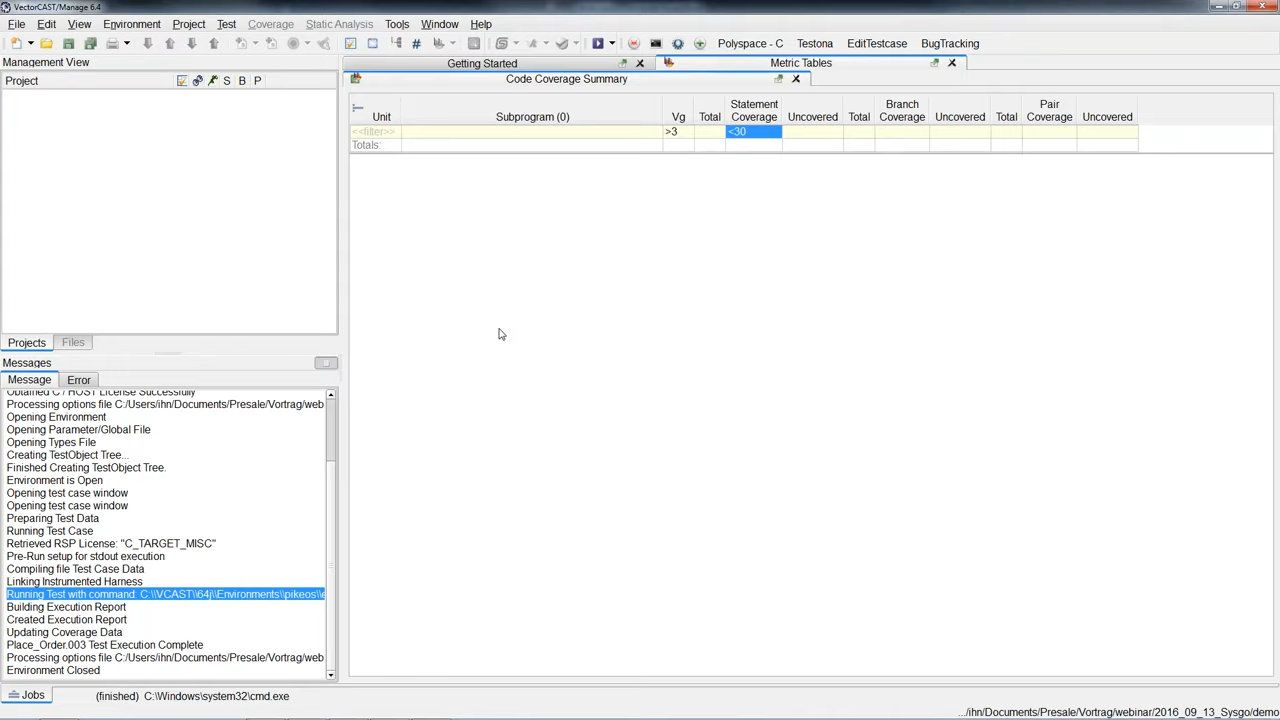 VectorCAST/Manage 6.4
File Edit View Environment Project Test Coverage Static Analysis Tools Window Help
Polyspace - C Testona EditTestcase BugTracking
Management View
Getting Started Metric Tables
Project S B P
Code Coverage Summary
Unit Subprogram (0) Vg Total Statement Coverage Uncovered Total Branch Coverage Uncovered Total Pair Coverage Uncovered
<<filter>> >3 <30
Totals:
Projects Files
Messages
Message Error
Obtained C / HOST License Successfully
Processing options file C:/Users/ihn/Documents/Presale/Vortrag/web
Opening Environment
Opening Parameter/Global File
Opening Types File
Creating TestObject Tree...
Finished Creating TestObject Tree.
Environment is Open
Opening test case window
Opening test case window
Preparing Test Data
Running Test Case
Retrieved RSP License: "C_TARGET_MISC"
Pre-Run setup for stdout execution
Compiling file Test Case Data
Linking Instrumented Harness
Running Test with command: C:\\VCAST\\64j\\Environments\\pikeos\\e
Building Execution Report
Created Execution Report
Updating Coverage Data
Place_Order.003 Test Execution Complete
Processing options file C:/Users/ihn/Documents/Presale/Vortrag/web
Environment Closed
Jobs (finished) C:\Windows\system32\cmd.exe
.../ihn/Documents/Presale/Vortrag/webinar/2016_09_13_Sysgo/demo